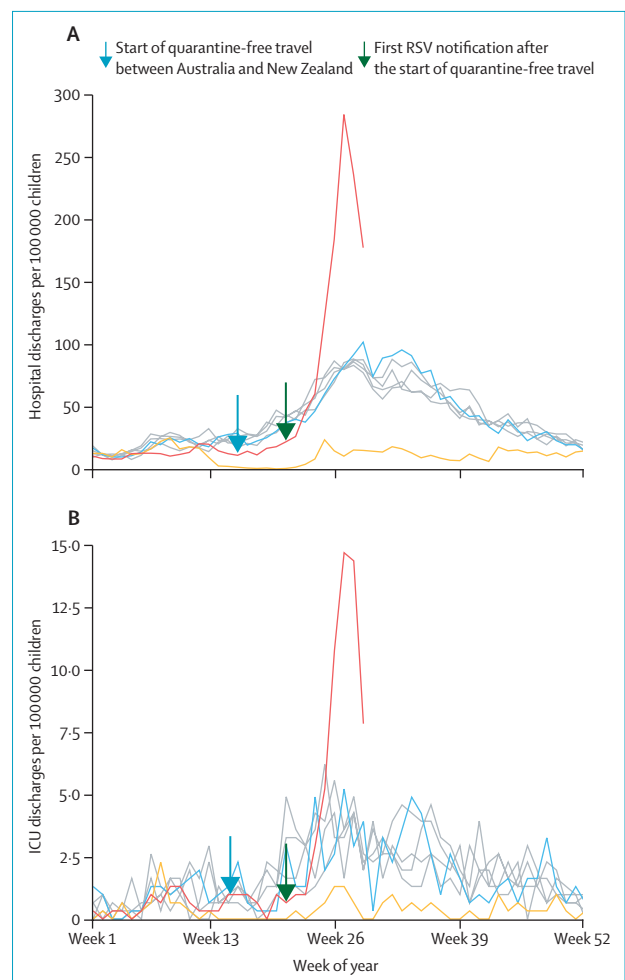 A
Start of quarantine-free travel
between Australia and New Zealand
First RSV notification after
the start of quarantine-free travel
300
250
200
150
100
50
0
Hospital discharges per 100 000 children
B
15·0
12·5
10·0
7·5
5·0
2·5
0
ICU discharges per 100 000 children
Week 1
Week 13
Week 26
Week 39
Week 52
Week of year